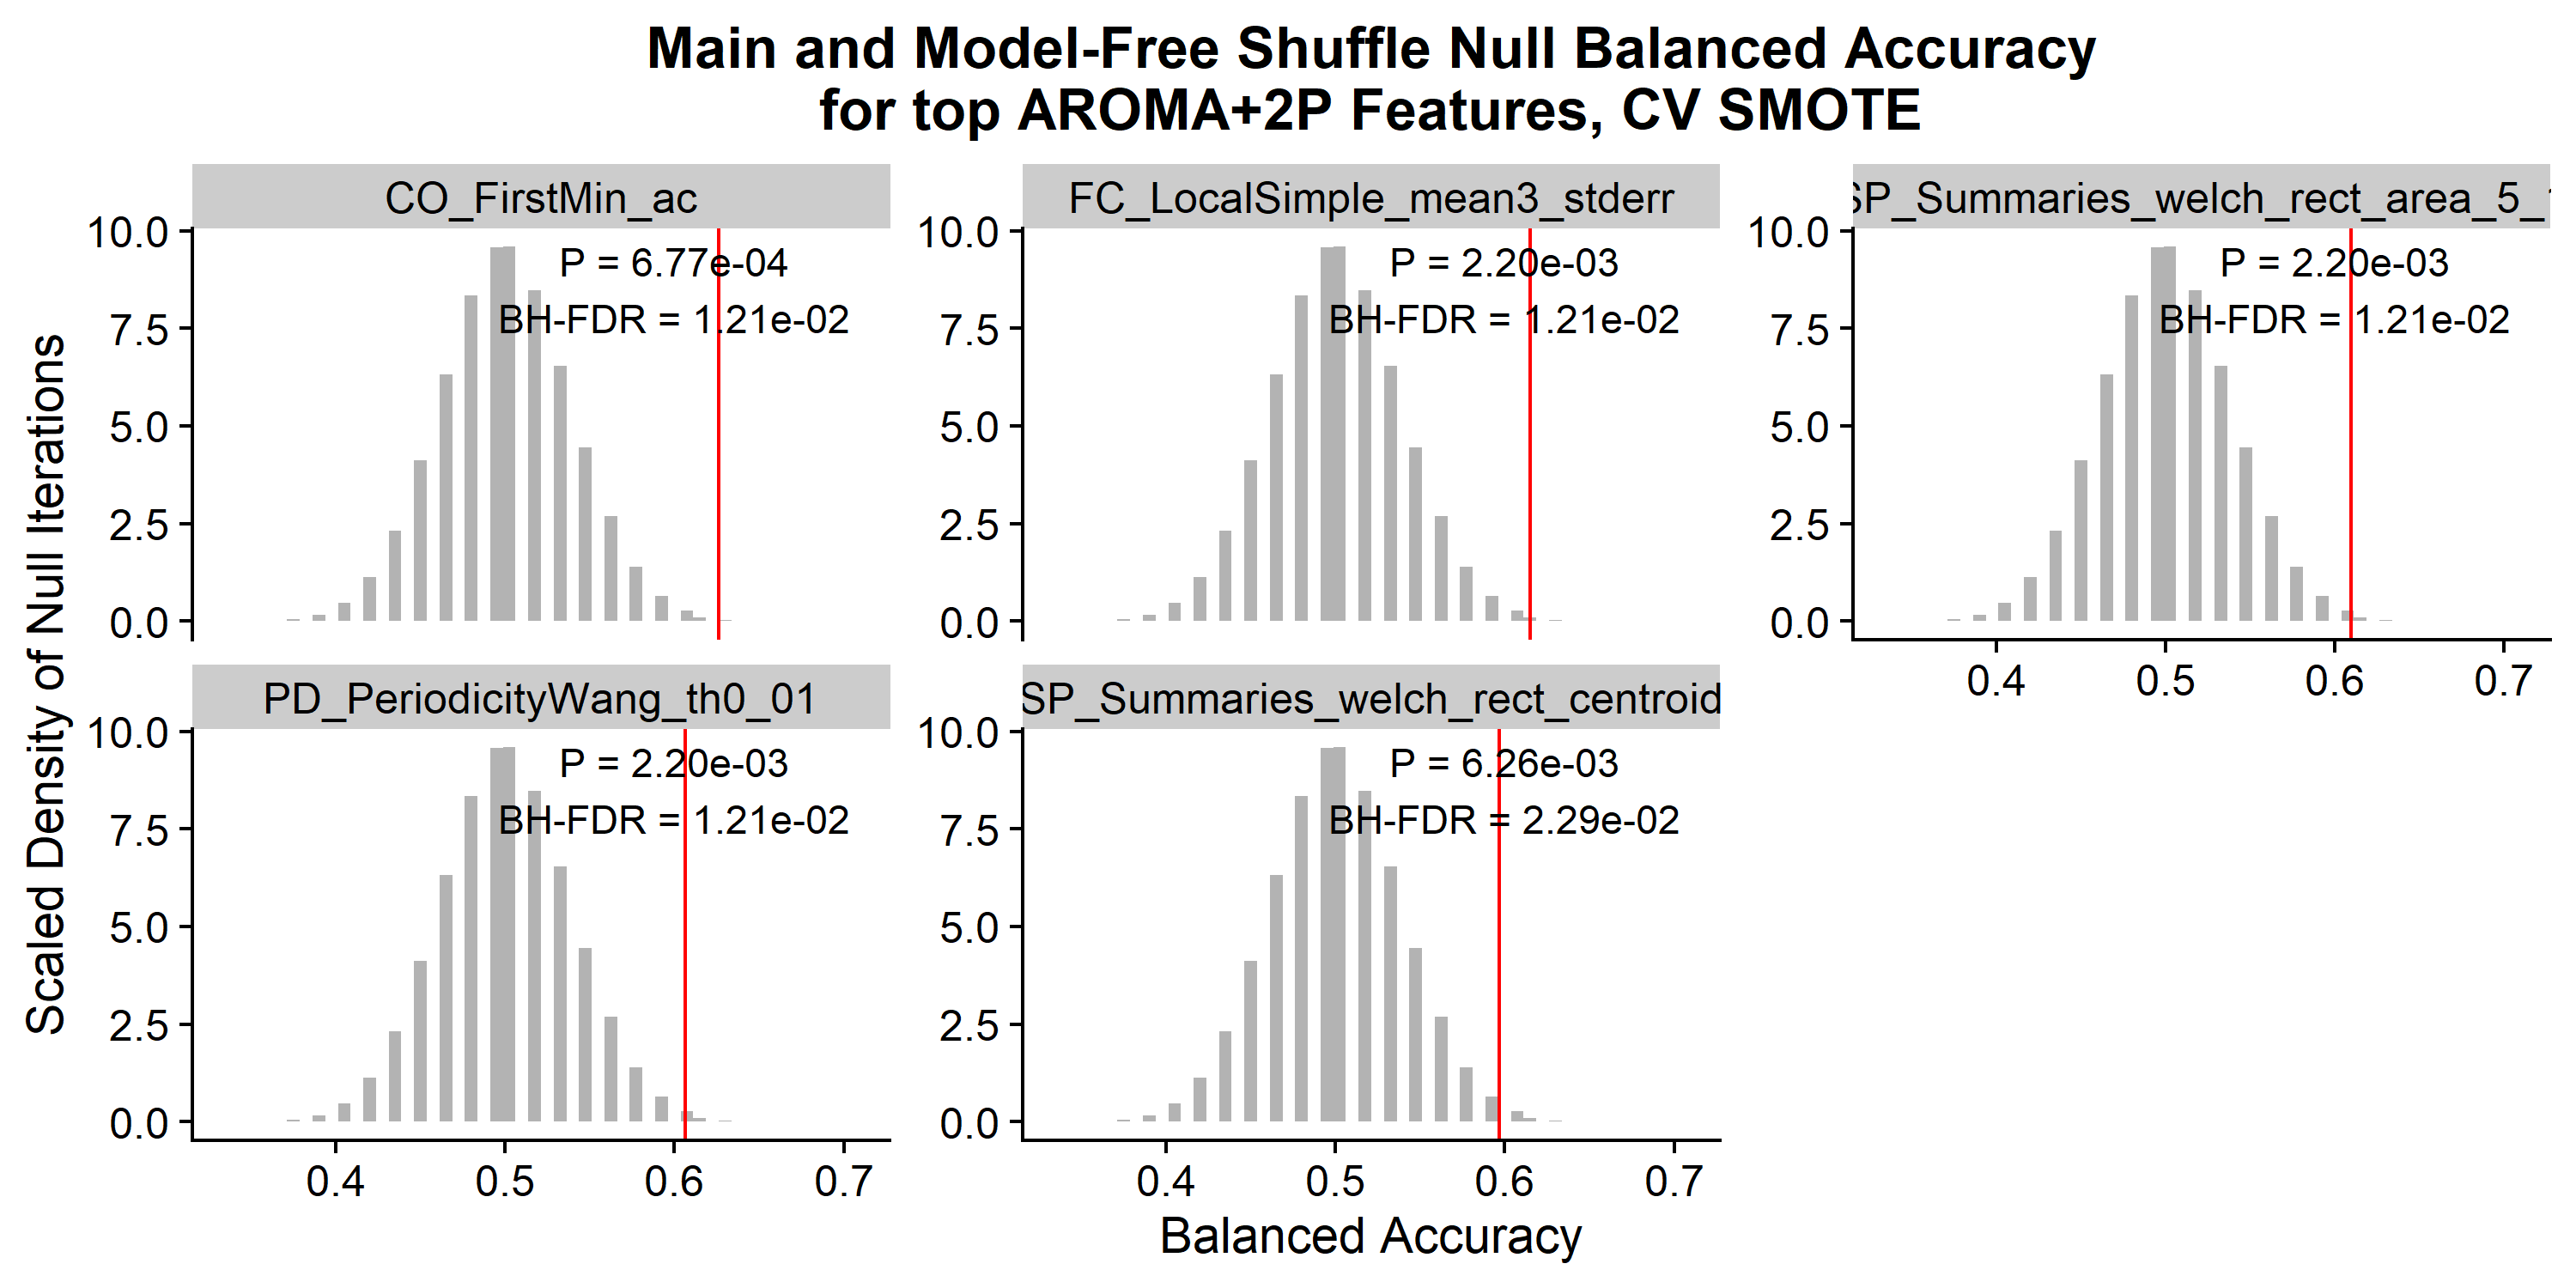 Main and Model-Free Shuffle Null Balanced Accuracy
for top AROMA+2P Features, CV SMOTE
Scaled Density of Null Iterations
CO_FirstMin_ac
10.0
7.5
5.0
2.5
0.0
P = 6.77e-04
BH-FDR = 1.21e-02
FC_LocalSimple_mean3_stderr
10.0
7.5
5.0
2.5
0.0
P = 2.20e-03
BH-FDR = 1.21e-02
SP_Summaries_welch_rect_area_5_
10.0
7.5
5.0
2.5
0.0
P = 2.20e-03
BH-FDR = 1.21e-02
0.4 0.5 0.6 0.7
PD_PeriodicityWang_th0_01
10.0
7.5
5.0
2.5
0.0
P = 2.20e-03
BH-FDR = 1.21e-02
0.4 0.5 0.6 0.7
SP_Summaries_welch_rect_centroid
10.0
7.5
5.0
2.5
0.0
P = 6.26e-03
BH-FDR = 2.29e-02
0.4 0.5 0.6 0.7
Balanced Accuracy